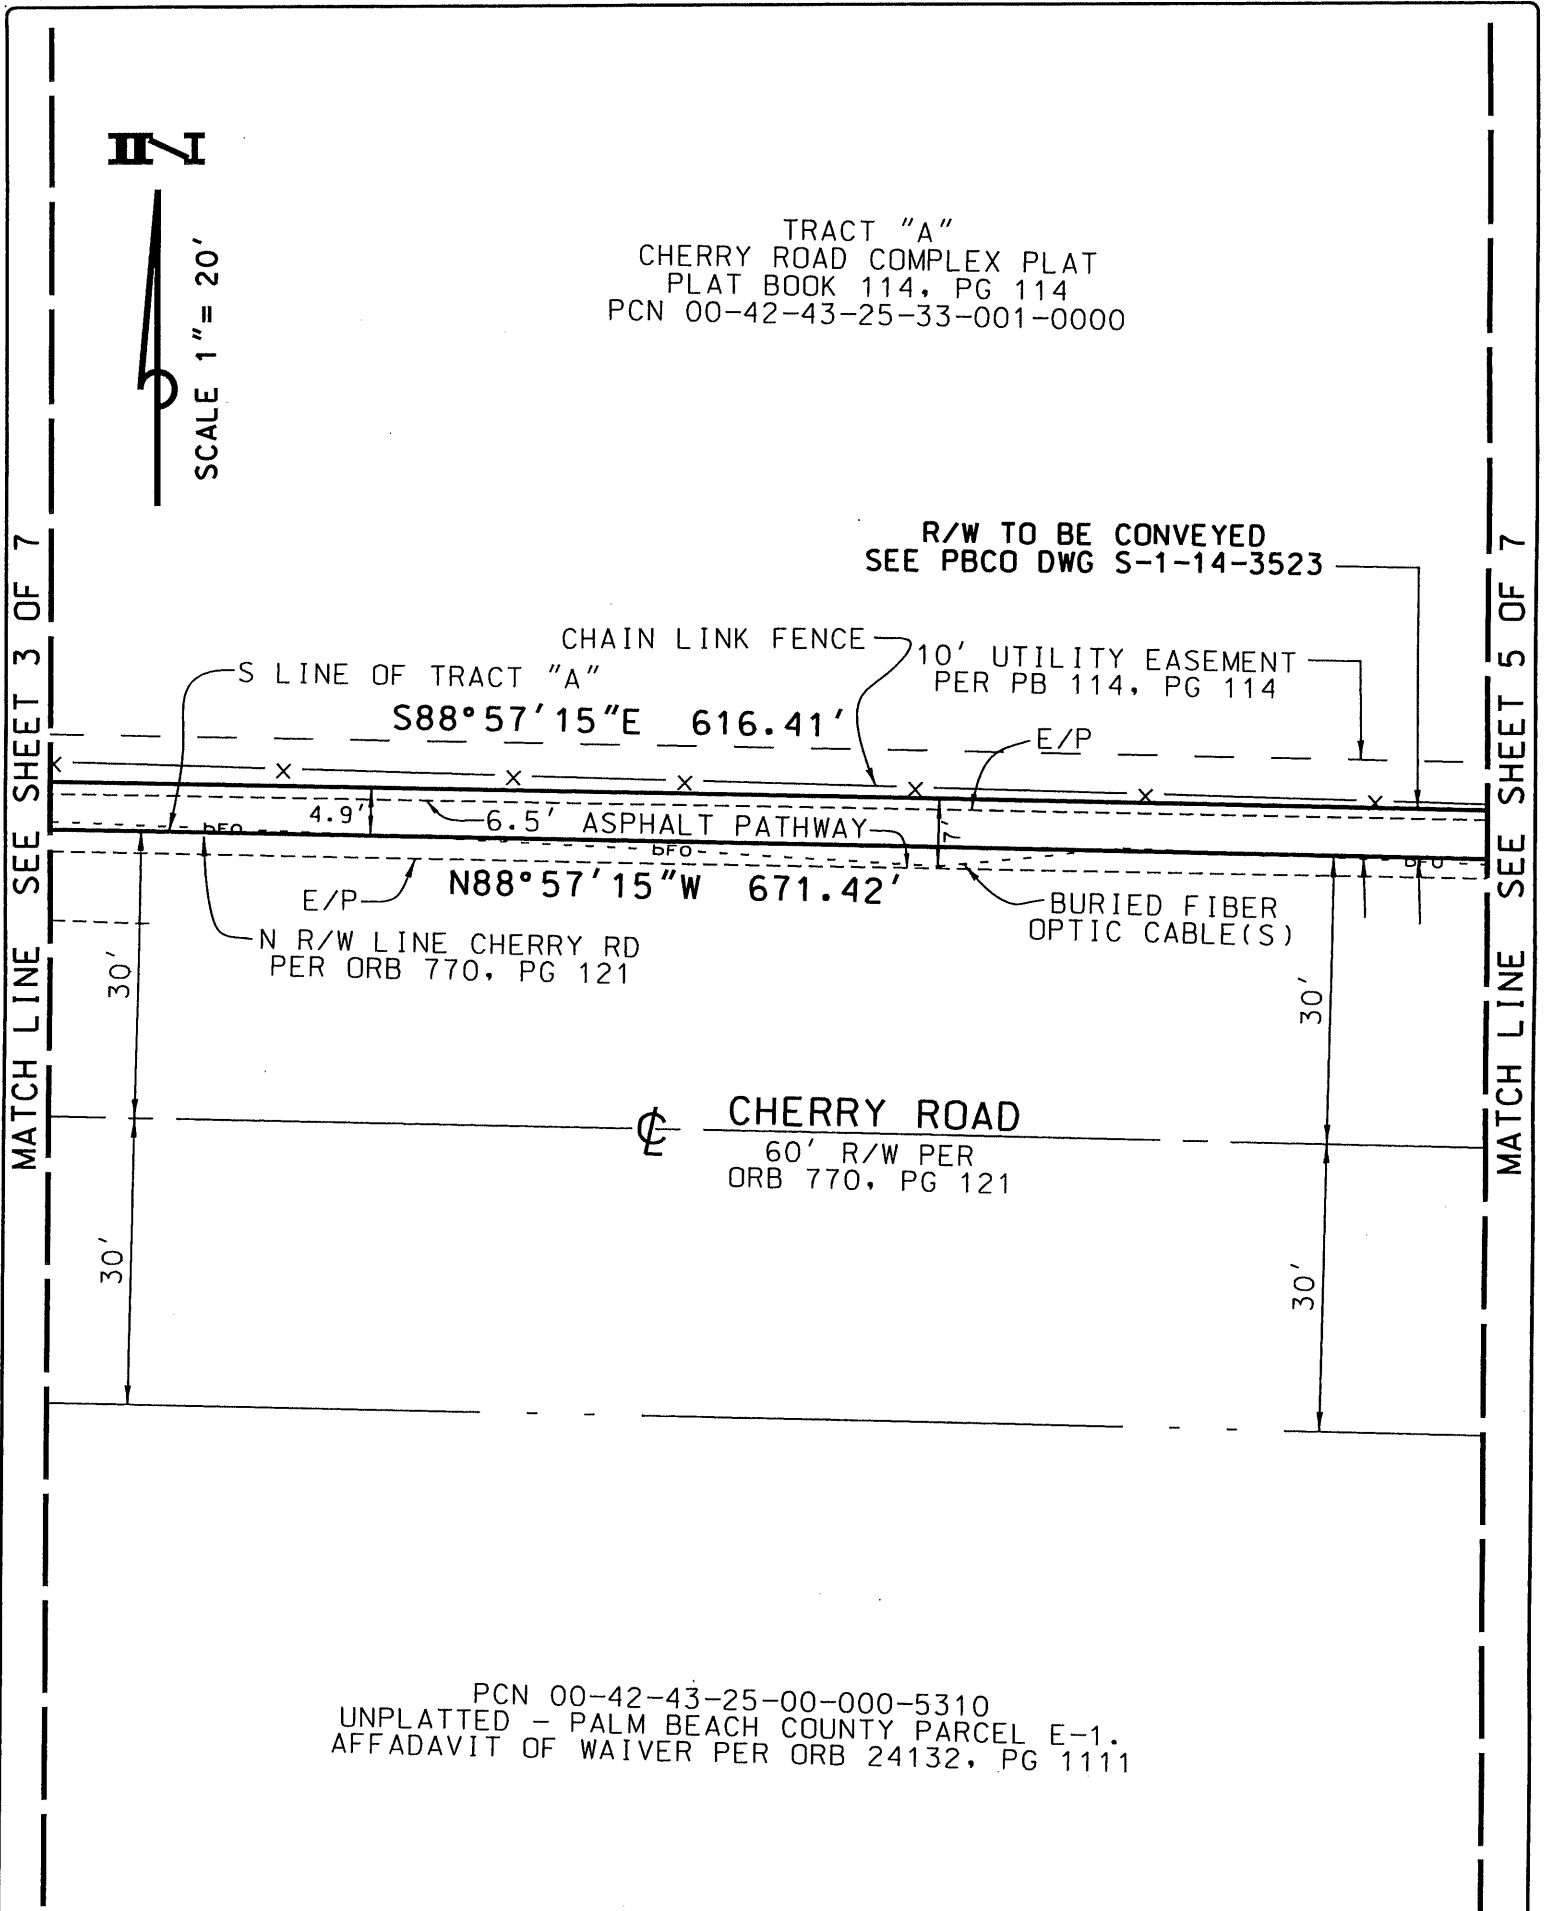 N
SCALE 1"= 20'
TRACT "A"
CHERRY ROAD COMPLEX PLAT
PLAT BOOK 114, PG 114
PCN 00-42-43-25-33-001-0000
R/W TO BE CONVEYED
SEE PBCO DWG S-1-14-3523
MATCH LINE SEE SHEET 3 OF 7
MATCH LINE SEE SHEET 5 OF 7
CHAIN LINK FENCE
10' UTILITY EASEMENT
PER PB 114, PG 114
S LINE OF TRACT "A"
S88°57'15"E 616.41'
E/P
4.9'
6.5' ASPHALT PATHWAY
7'
bFO
bFO
bFO
E/P
N88°57'15"W 671.42'
BURIED FIBER
OPTIC CABLE(S)
N R/W LINE CHERRY RD
PER ORB 770, PG 121
30'
30'
CHERRY ROAD
60' R/W PER
ORB 770, PG 121
30'
30'
PCN 00-42-43-25-00-000-5310
UNPLATTED - PALM BEACH COUNTY PARCEL E-1.
AFFADAVIT OF WAIVER PER ORB 24132, PG 1111